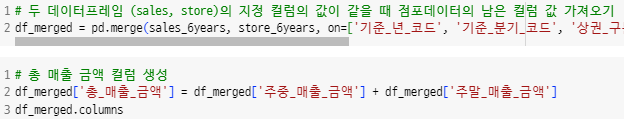 1 # 두 데이터프레임 (sales, store)의 지정 컬럼의 값이 같을 때 점포데이터의 남은 컬럼 값 가져오기
2 df_merged = pd.merge(sales_6years, store_6years, on=['기준_년_코드', '기준_분기_코드', '상권_구
1 # 총 매출 금액 컬럼 생성
2 df_merged['총_매출_금액'] = df_merged['주중_매출_금액'] + df_merged['주말_매출_금액']
3 df_merged.columns